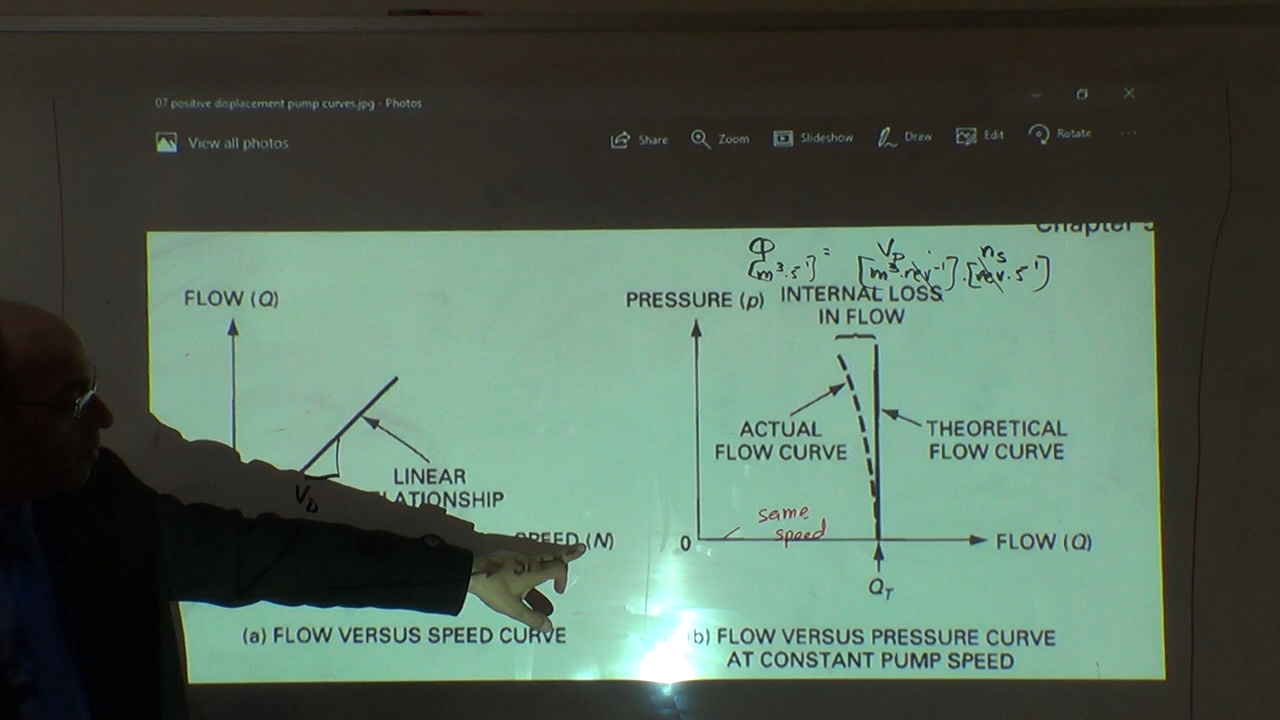 07 positive displacement pump curves.jpg - Photos
View all photos
Share Zoom Slideshow Draw Edit Rotate ...
Chapter 5
[m³·s⁻¹] = [m³·rev⁻¹]·[rev·s⁻¹]
FLOW (Q)
LINEAR
ATIONSHIP
V_D
SPEED (N)
(a) FLOW VERSUS SPEED CURVE
PRESSURE (p)
INTERNAL LOSS
IN FLOW
ACTUAL
FLOW CURVE
THEORETICAL
FLOW CURVE
same
speed
0
FLOW (Q)
Q_T
(b) FLOW VERSUS PRESSURE CURVE
AT CONSTANT PUMP SPEED